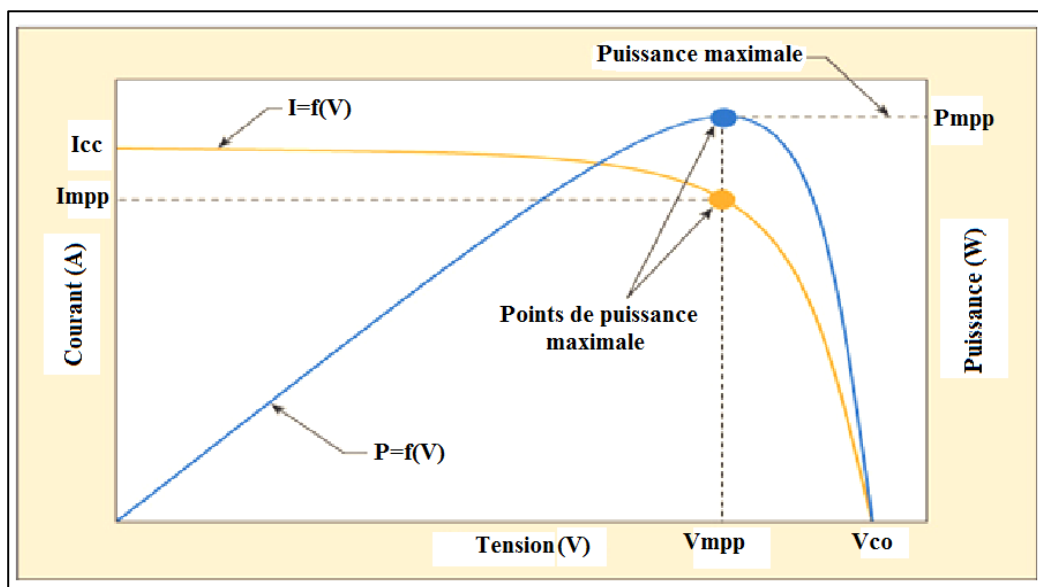 Puissance maximale
I=f(V)
Pmpp
Icc
Impp
Courant (A)
Puissance (W)
Points de puissance
maximale
P=f(V)
Tension (V)
Vmpp
Vco